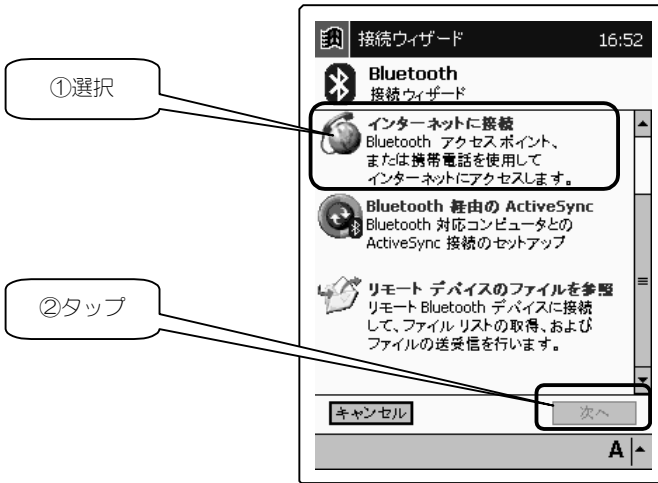 接続ウィザード 16:52
Bluetooth
接続ウィザード
①選択
インターネットに接続
Bluetooth アクセスポイント、
または携帯電話を使用して
インターネットにアクセスします。
Bluetooth 経由の ActiveSync
Bluetooth 対応コンピュータとの
ActiveSync 接続のセットアップ
②タップ
リモート デバイスのファイルを参照
リモート Bluetooth デバイスに接続
して、ファイル リストの取得、および
ファイルの送受信を行います。
キャンセル 次へ
A